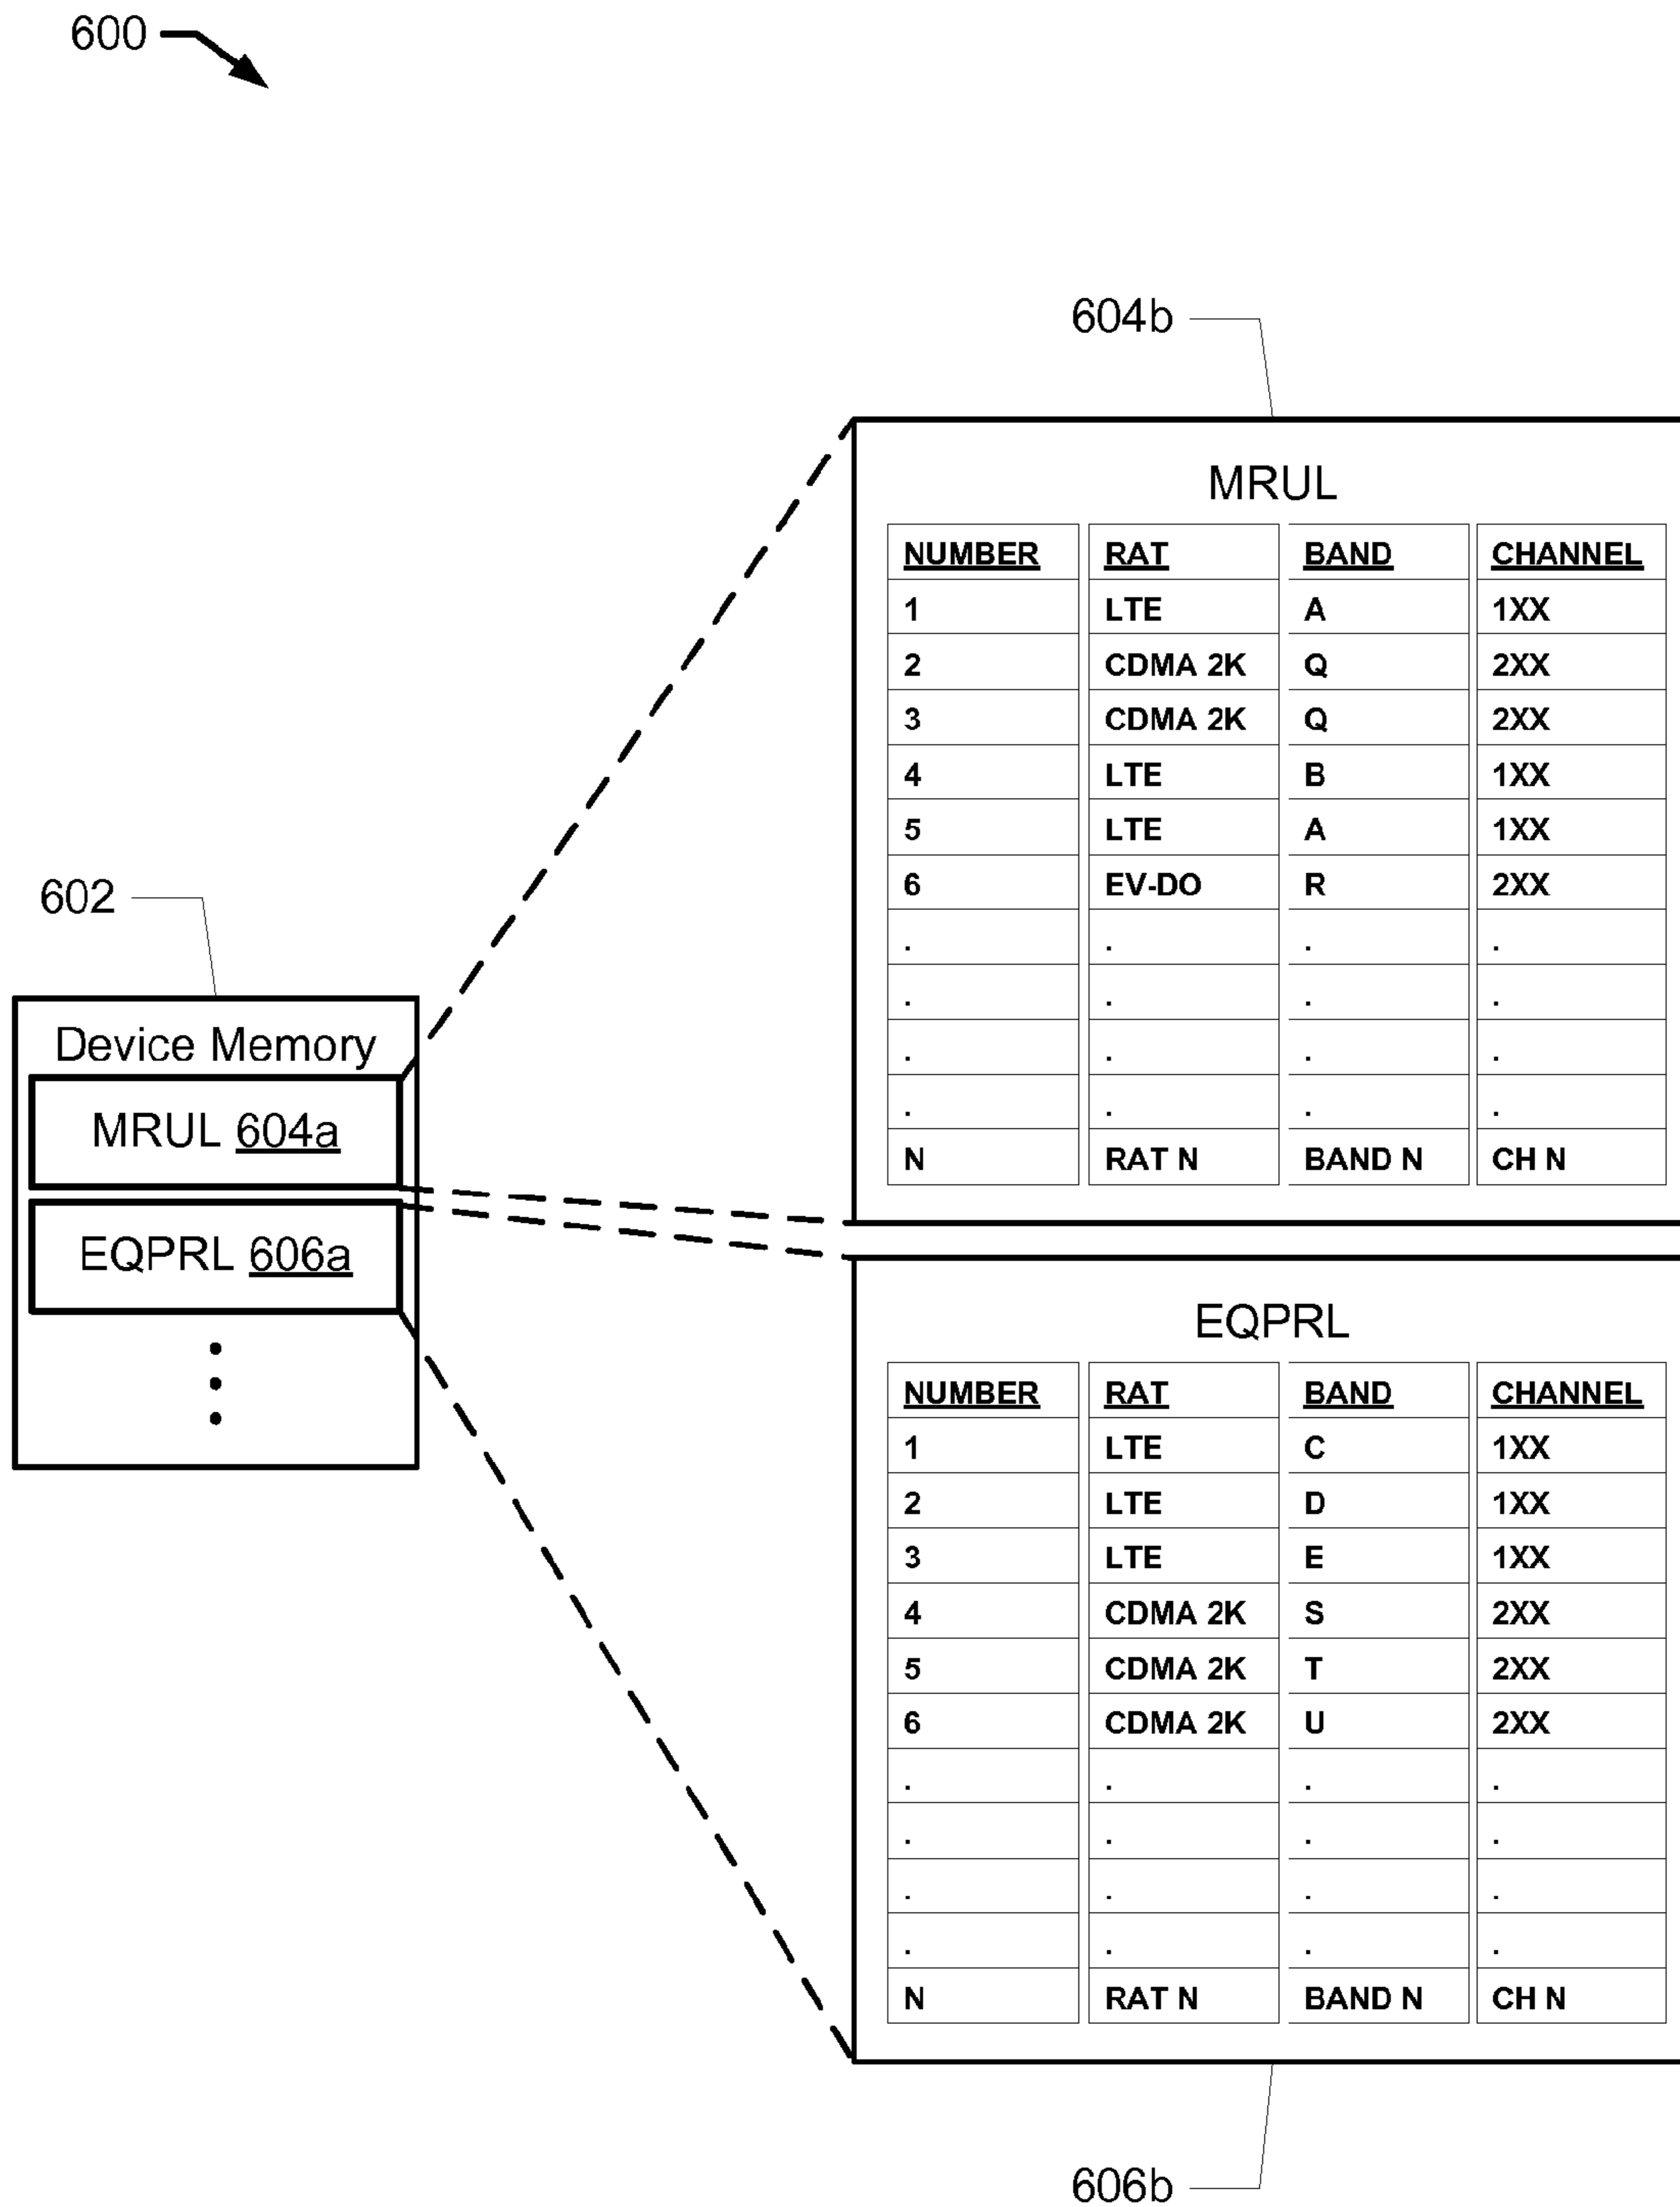 600
604b
MRUL
NUMBER RAT BAND CHANNEL
1 LTE A 1XX
2 CDMA 2K Q 2XX
3 CDMA 2K Q 2XX
4 LTE B 1XX
5 LTE A 1XX
6 EV-DO R 2XX
. . . .
. . . .
. . . .
. . . .
N RAT N BAND N CH N
602
Device Memory
MRUL 604a
EQPRL 606a
EQPRL
NUMBER RAT BAND CHANNEL
1 LTE C 1XX
2 LTE D 1XX
3 LTE E 1XX
4 CDMA 2K S 2XX
5 CDMA 2K T 2XX
6 CDMA 2K U 2XX
. . . .
. . . .
. . . .
. . . .
N RAT N BAND N CH N
606b